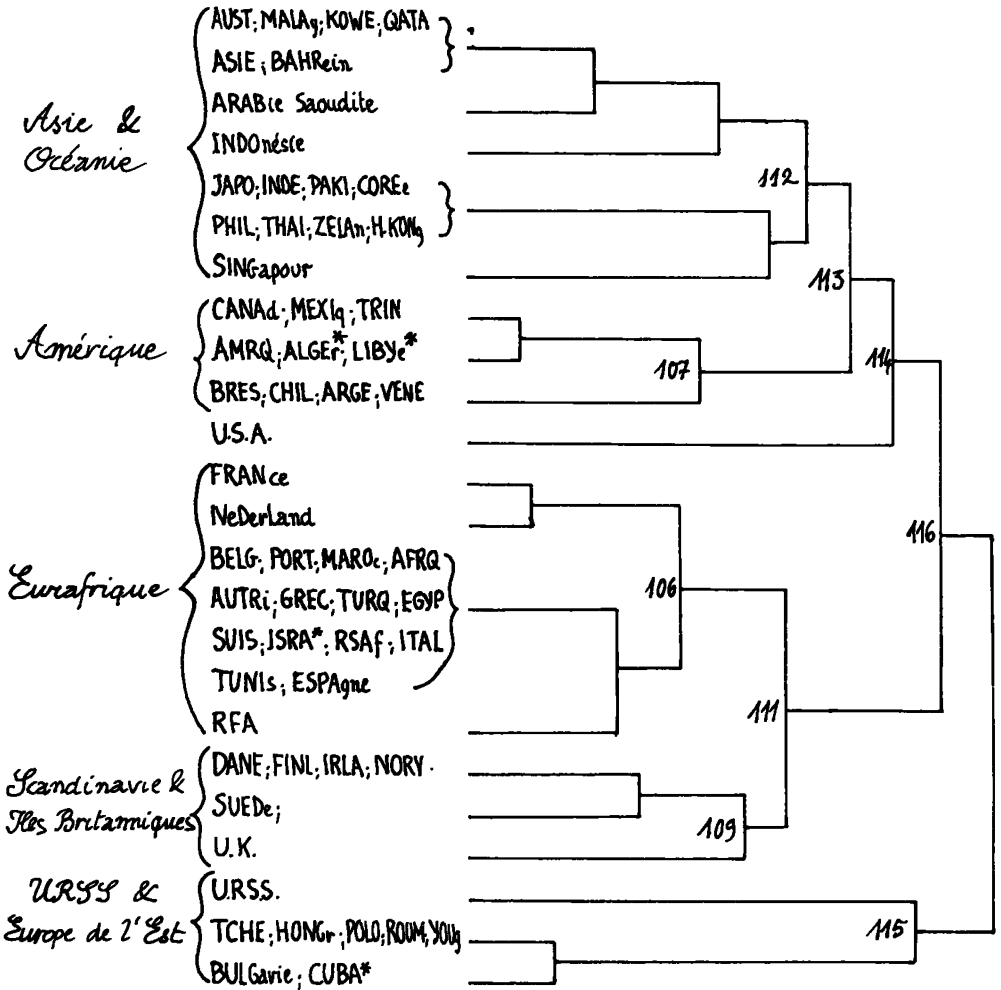 AUST; MALAg; KOWE; QATA
ASIE; BAHRein
ARABie Saoudite
Asie &
Océanie
INDOnésie
JAPO; INDE; PAKI; COREe
PHIL; THAI; ZELAn; H.KONg
SINGapour
112
113
CANAd; MEXIq; TRIN
Amérique
AMRQ; ALGEr*; LIBYe*
107
114
BRES; CHIL; ARGE; VENE
U.S.A.
FRANce
NeDerLand
116
BELG; PORT; MAROc; AFRQ
Eurafrique
106
AUTRi; GREC; TURQ; EGYP
SUIS; ISRA*; RSAf; ITAL
TUNIs; ESPAgne
111
RFA
DANE; FINL; IRLA; NORV.
Scandinavie &
Iles Britanniques
SUEDe;
109
U.K.
URSS &
Europe de l'Est
U.RSS.
115
TCHE; HONGr; POLO; ROUM; YOUg
BULGarie; CUBA*